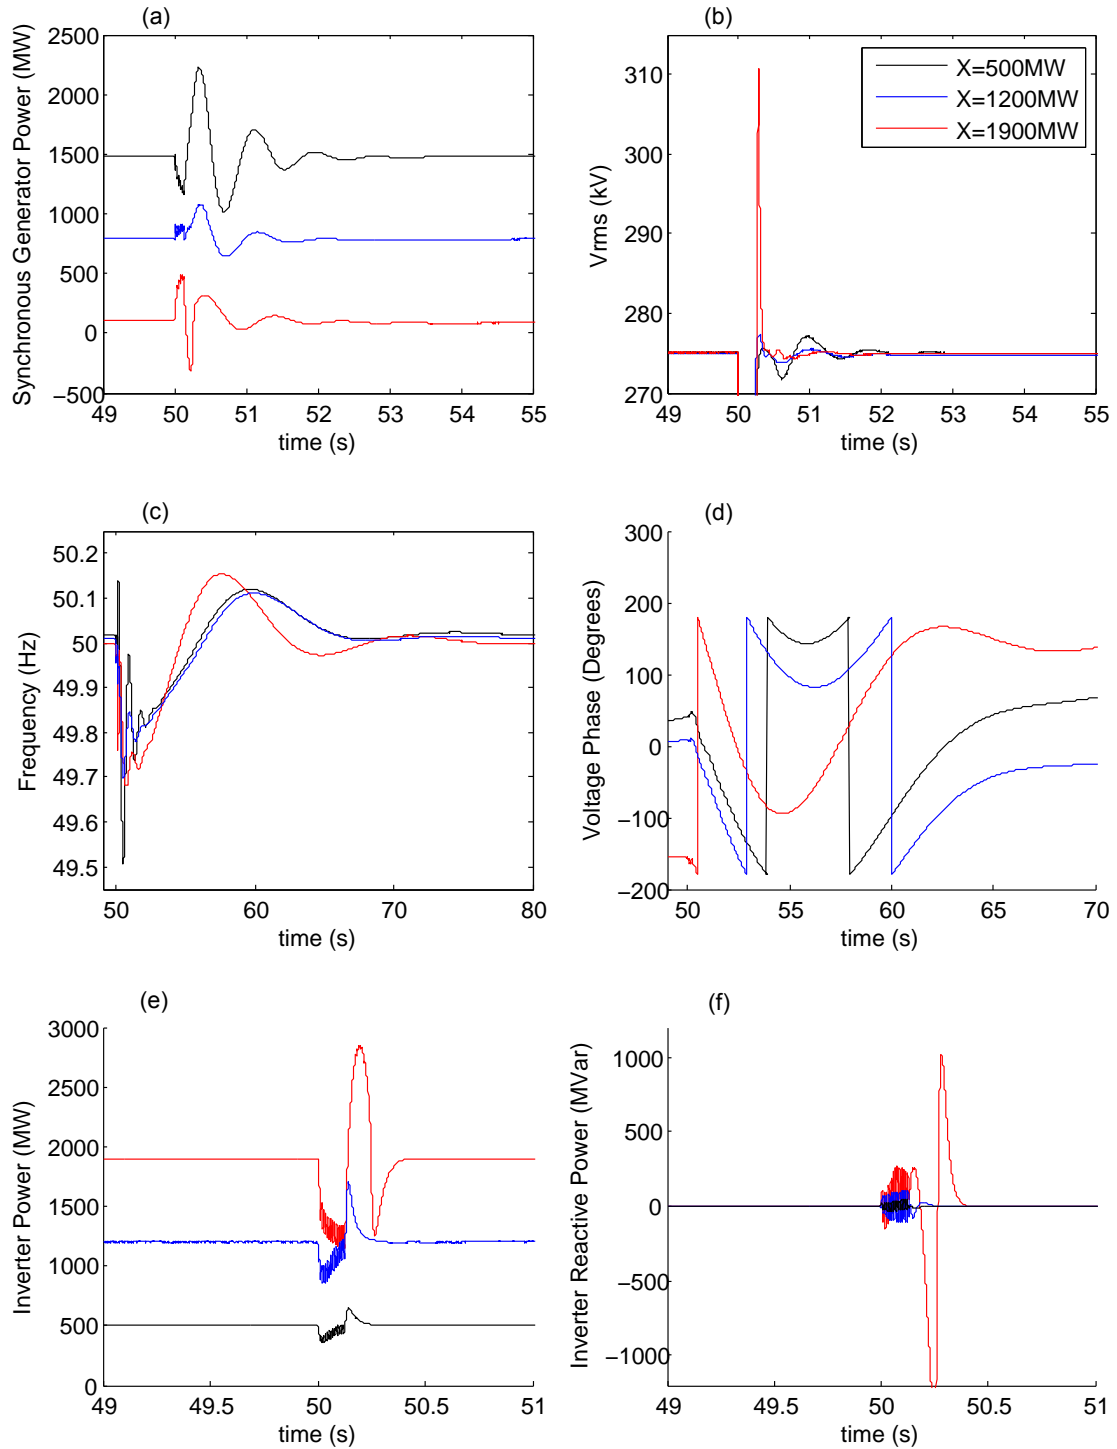 (a)
Synchronous Generator Power (MW)
2500
2000
1500
1000
500
0
−500
49 50 51 52 53 54 55
time (s)
(b)
Vrms (kV)
310
300
290
280
270
X=500MW
X=1200MW
X=1900MW
49 50 51 52 53 54 55
time (s)
(c)
Frequency (Hz)
50.2
50.1
50
49.9
49.8
49.7
49.6
49.5
50 60 70 80
time (s)
(d)
Voltage Phase (Degrees)
300
200
100
0
−100
−200
50 55 60 65 70
time (s)
(e)
Inverter Power (MW)
3000
2500
2000
1500
1000
500
0
49 49.5 50 50.5 51
time (s)
(f)
Inverter Reactive Power (MVar)
1000
500
0
−500
−1000
49 49.5 50 50.5 51
time (s)